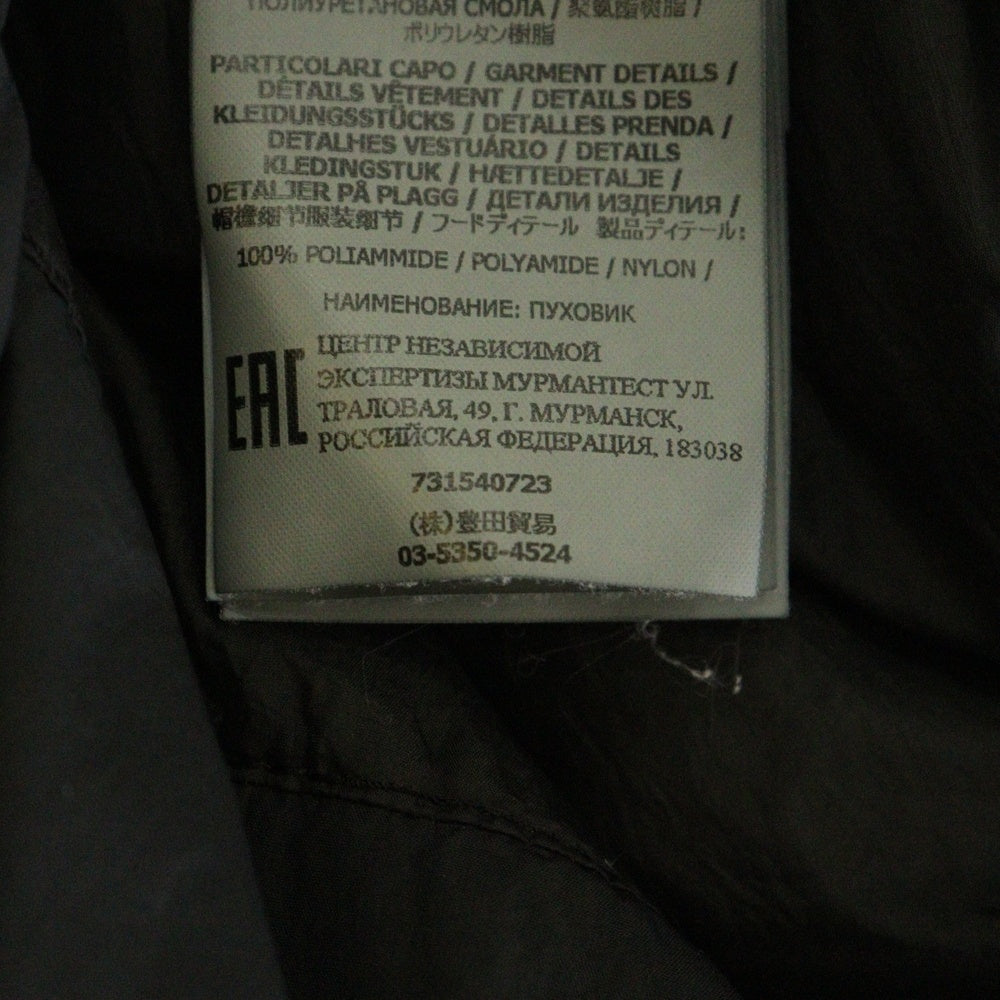 ПОЛИУРЕТАНОВАЯ СМОЛА / 聚氨酯树脂 /
ポリウレタン樹脂
PARTICOLARI CAPO / GARMENT DETAILS /
DÉTAILS VÊTEMENT / DETAILS DES
KLEIDUNGSSTÜCKS / DETALLES PRENDA /
DETALHES VESTUÁRIO / DETAILS
KLEDINGSTUK / HÆTTEDETALJE /
DETALJER PÅ PLAGG / ДЕТАЛИ ИЗДЕЛИЯ /
帽襜细节服装细节 / フードディテール 製品ディテール:
100% POLIAMMIDE / POLYAMIDE / NYLON /
НАИМЕНОВАНИЕ: ПУХОВИК
EAC
ЦЕНТР НЕЗАВИСИМОЙ
ЭКСПЕРТИЗЫ МУРМАНТЕСТ УЛ.
ТРАЛОВАЯ, 49, Г. МУРМАНСК,
РОССИЙСКАЯ ФЕДЕРАЦИЯ, 183038
731540723
(株)豊田貿易
03-5350-4524